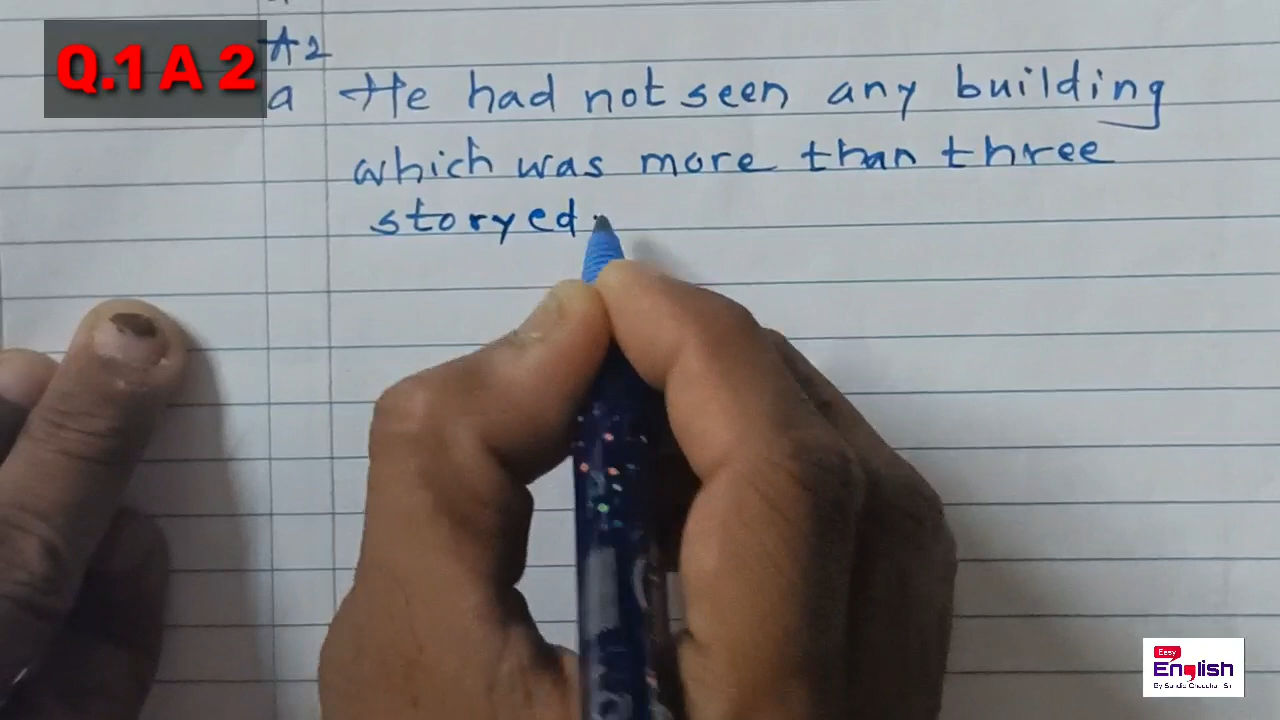 Q.1 A 2
A2
a He had not seen any building
which was more than three
storyed.
Easy
English